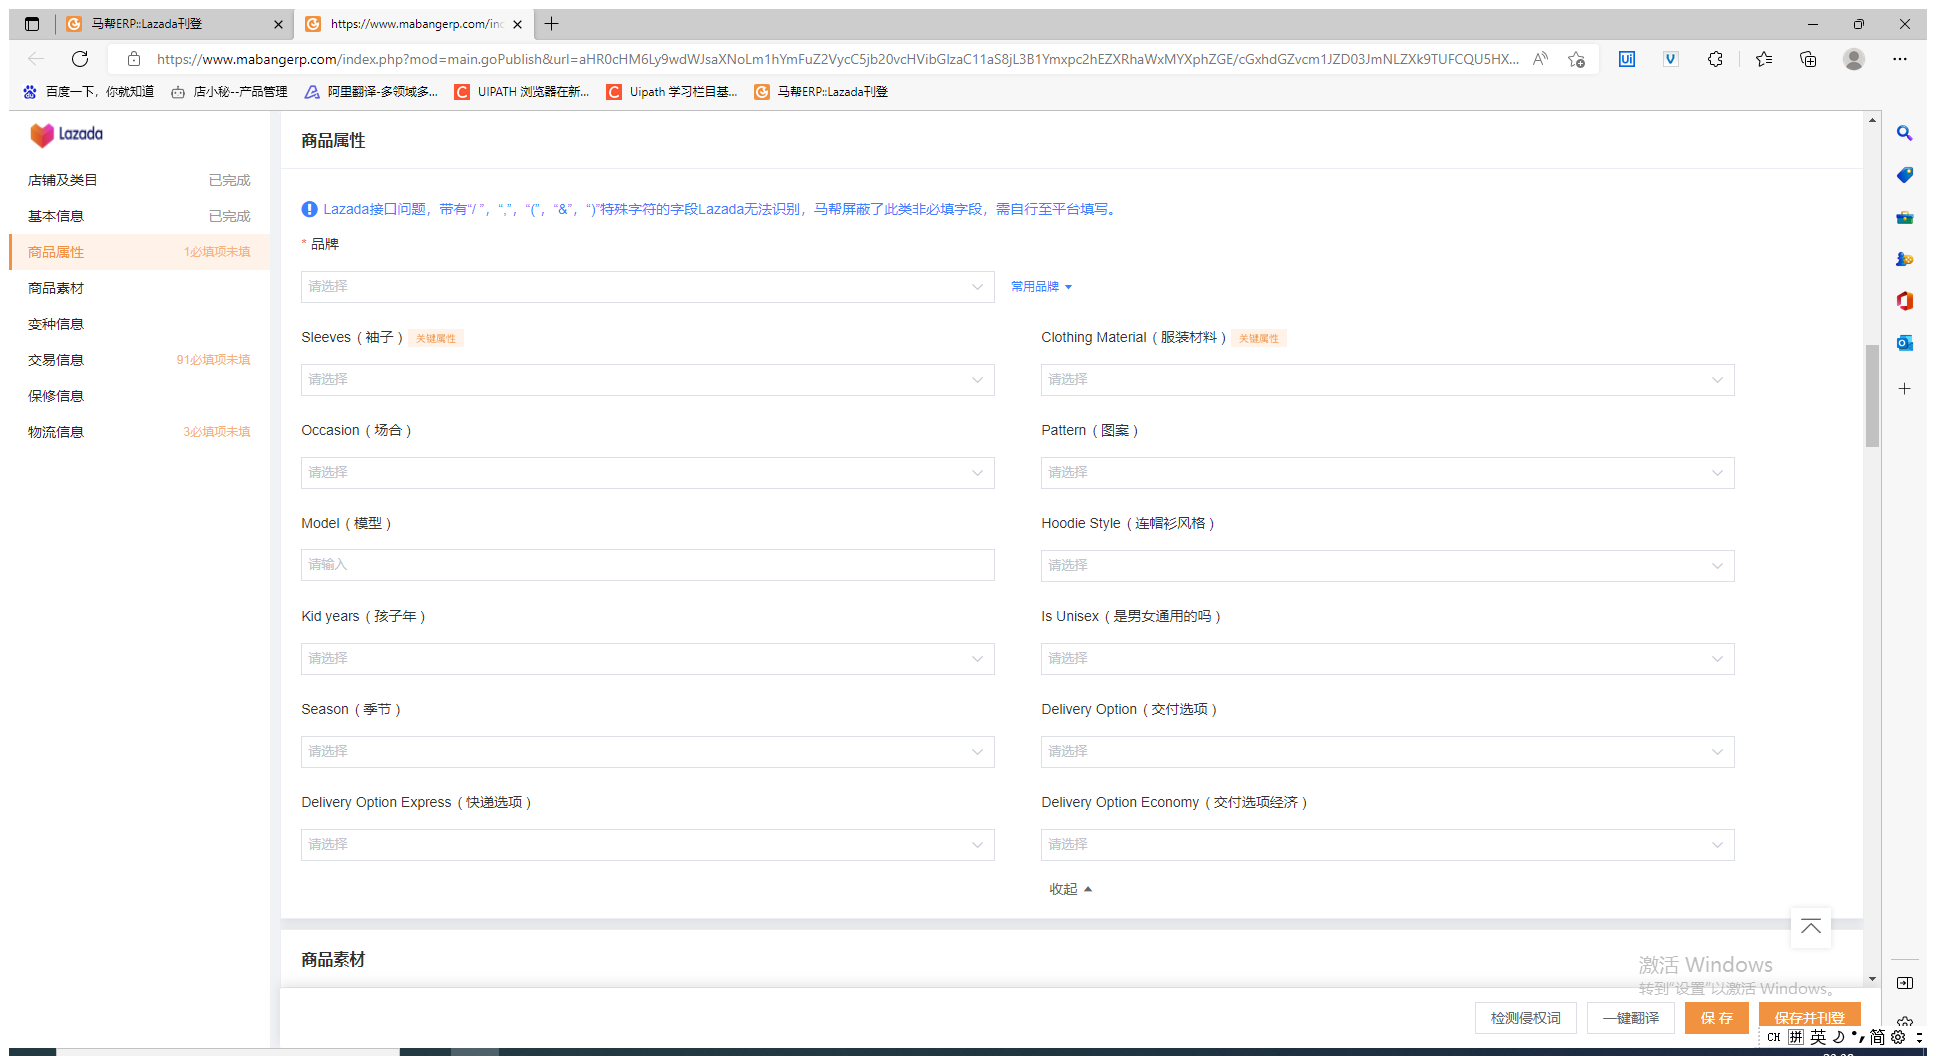 马帮ERP::Lazada刊登
https://www.mabangerp.com/inc
https://www.mabangerp.com/index.php?mod=main.goPublish&url=aHR0cHM6Ly9wdWJsaXNoLm1hYmFuZ2VycC5jb20vcHVibGlzaC11aS8jL3B1Ymxpc2hEZXRhaWxMYXphZGE/cGxhdGZvcm1JZD03JmNLZXk9TUFCQU5HX...
百度一下，你就知道
店小秘--产品管理
阿里翻译-多领域多...
UIPATH 浏览器在新...
Uipath 学习栏目基...
马帮ERP::Lazada刊登
Lazada
店铺及类目 已完成
基本信息 已完成
商品属性 1必填项未填
商品素材
变种信息
交易信息 91必填项未填
保修信息
物流信息 3必填项未填
商品属性
Lazada接口问题，带有“/ ”，“,”，“(”，“&”，“)”特殊字符的字段Lazada无法识别，马帮屏蔽了此类非必填字段，需自行至平台填写。
* 品牌
请选择 常用品牌
Sleeves（袖子） 关键属性 Clothing Material（服装材料） 关键属性
请选择 请选择
Occasion（场合） Pattern（图案）
请选择 请选择
Model（模型） Hoodie Style（连帽衫风格）
请输入 请选择
Kid years（孩子年） Is Unisex（是男女通用的吗）
请选择 请选择
Season（季节） Delivery Option（交付选项）
请选择 请选择
Delivery Option Express（快递选项） Delivery Option Economy（交付选项经济）
请选择 请选择
收起
商品素材
激活 Windows
转到"设置"以激活 Windows。
检测侵权词 一键翻译 保 存 保存并刊登
CH 拼 英 简